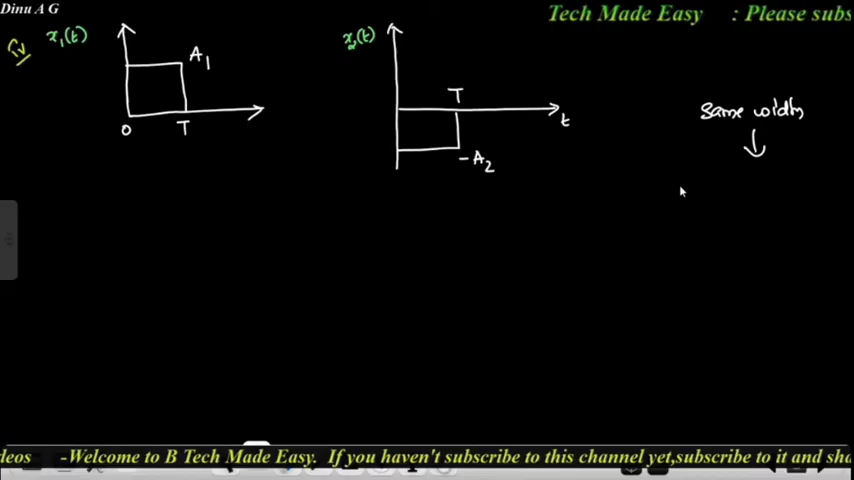 Dinu A G
Tech Made Easy : Please subs
iv x₁(t)
A₁
0 T
x₂(t)
T
t
-A₂
same width
deos -Welcome to B Tech Made Easy. If you haven't subscribe to this channel yet,subscribe to it and sha